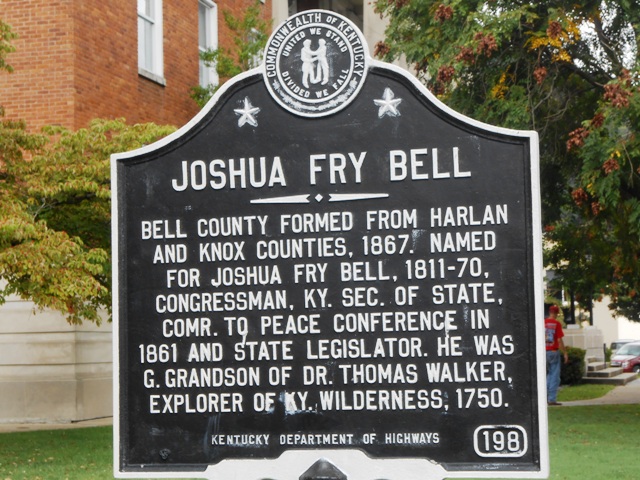 COMMONWEALTH OF KENTUCKY
UNITED WE STAND
DIVIDED WE FALL
JOSHUA FRY BELL
BELL COUNTY FORMED FROM HARLAN
AND KNOX COUNTIES, 1867. NAMED
FOR JOSHUA FRY BELL, 1811-70,
CONGRESSMAN, KY. SEC. OF STATE,
COMR. TO PEACE CONFERENCE IN
1861 AND STATE LEGISLATOR. HE WAS
G. GRANDSON OF DR. THOMAS WALKER,
EXPLORER OF KY. WILDERNESS, 1750.
KENTUCKY DEPARTMENT OF HIGHWAYS
198